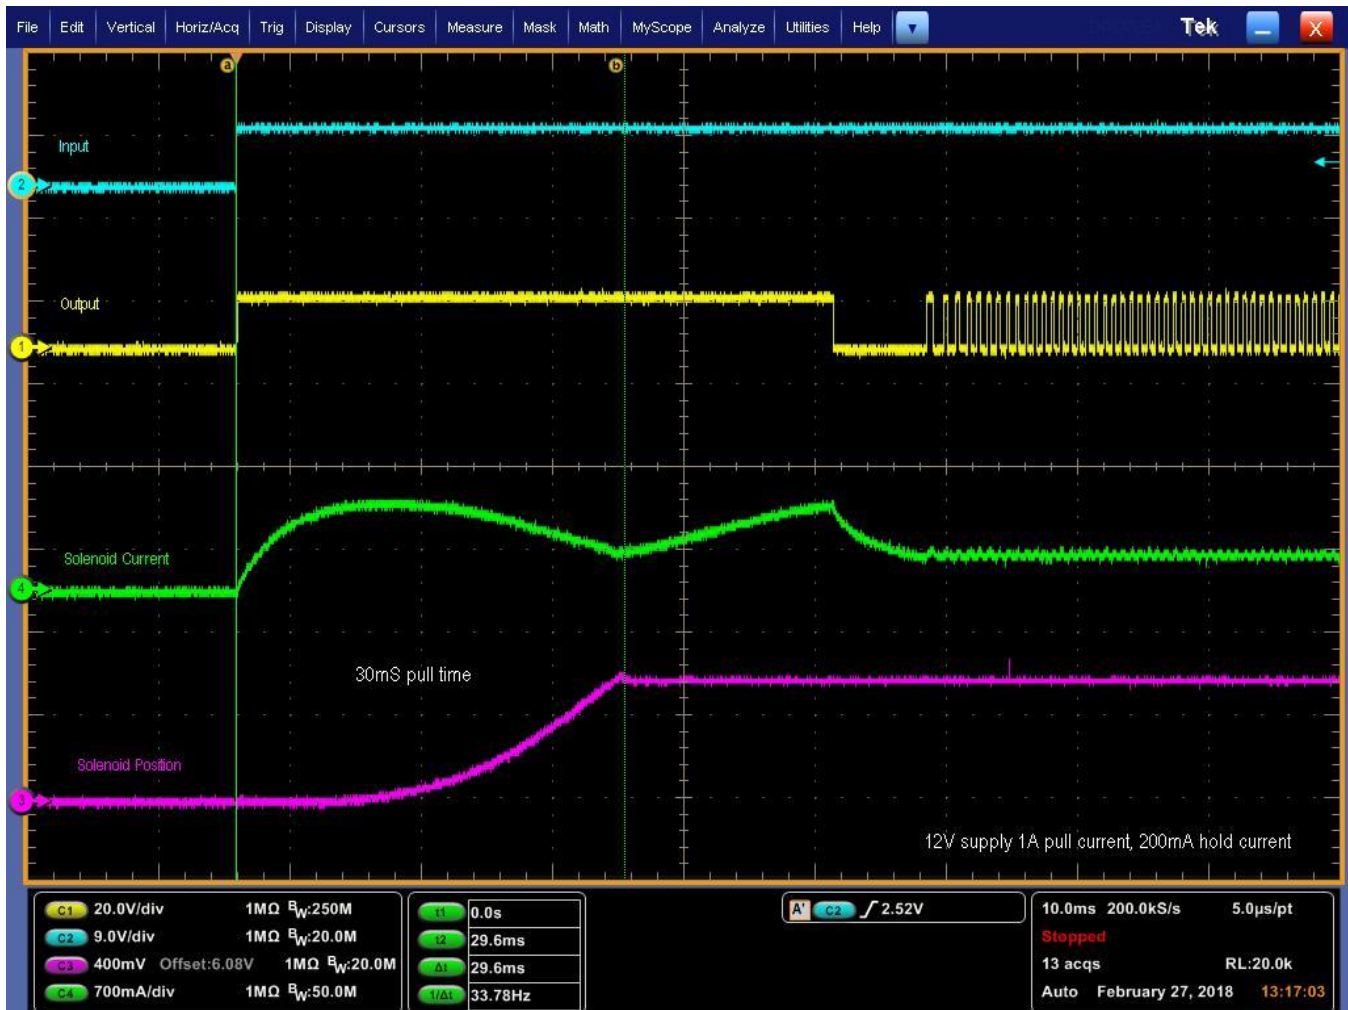 File Edit Vertical Horiz/Acq Trig Display Cursors Measure Mask Math MyScope Analyze Utilities Help Tek X
a b
Input
2
Output
1
Solenoid Current
4
30mS pull time
Solenoid Position
3
12V supply 1A pull current, 200mA hold current
C1 20.0V/div 1MΩ BW:250M
C2 9.0V/div 1MΩ BW:20.0M
C3 400mV Offset:6.08V 1MΩ BW:20.0M
C4 700mA/div 1MΩ BW:50.0M
t1 0.0s
t2 29.6ms
Δt 29.6ms
1/Δt 33.78Hz
A' C2 2.52V
10.0ms 200.0kS/s 5.0µs/pt
Stopped
13 acqs RL:20.0k
Auto February 27, 2018 13:17:03